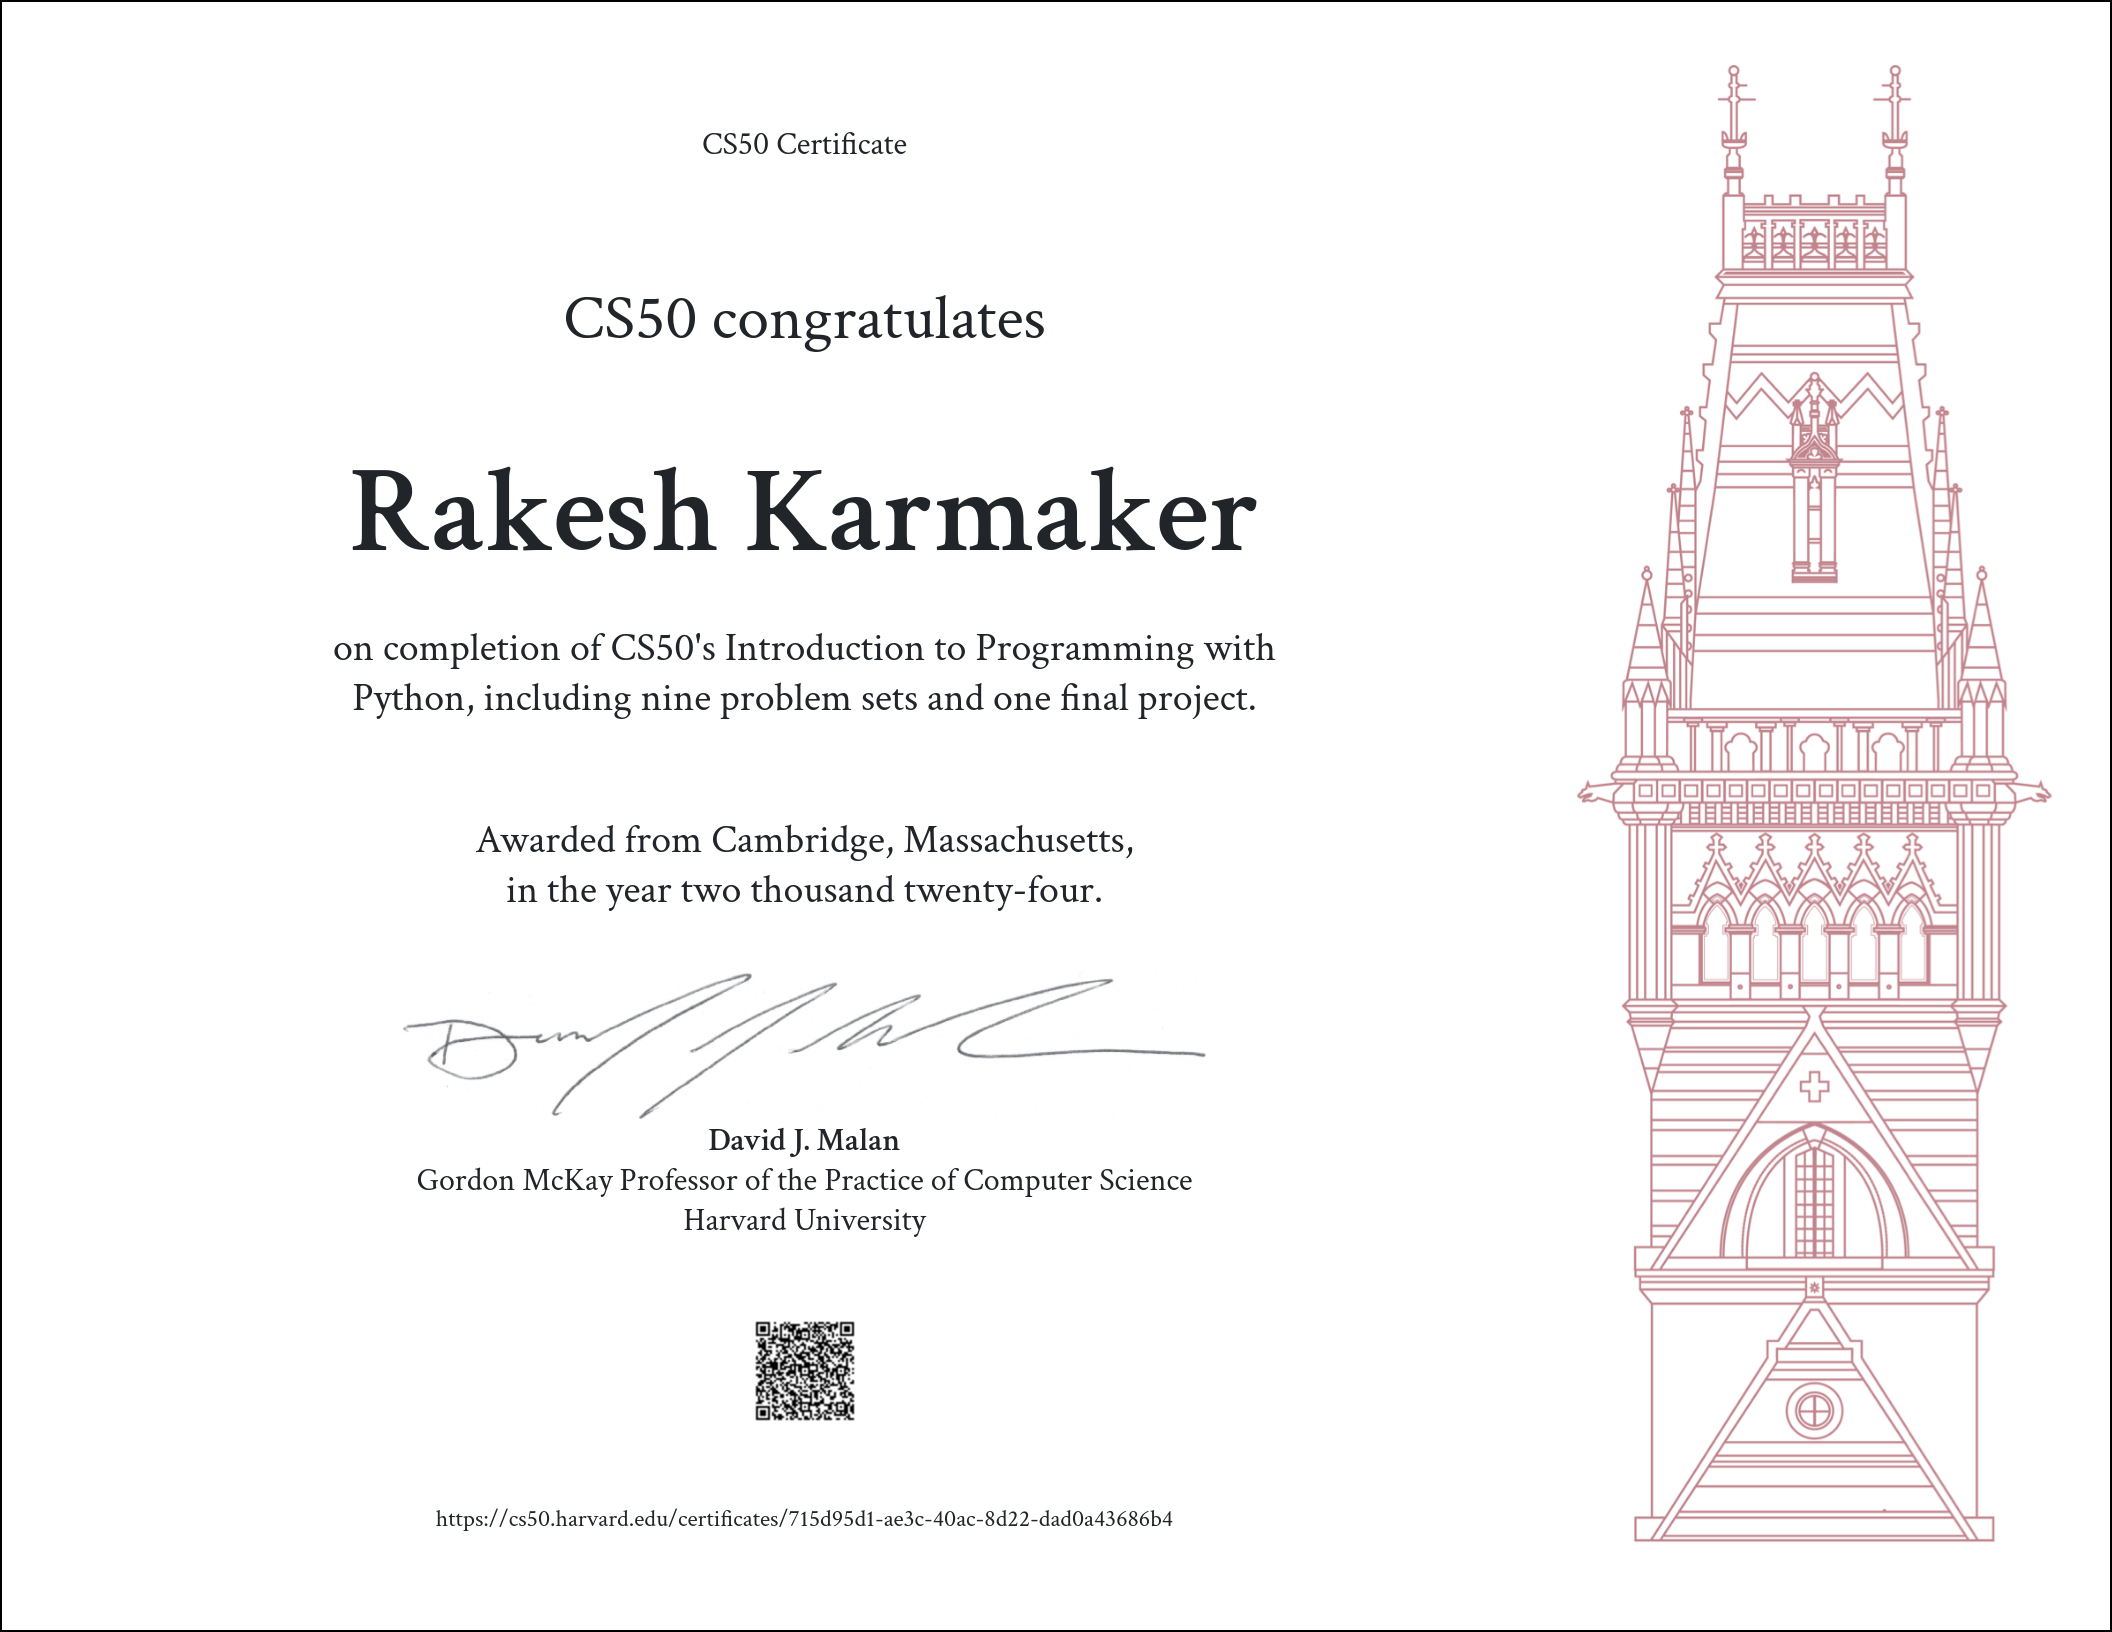 CS50 Certificate
CS50 congratulates
Rakesh Karmaker
on completion of CS50's Introduction to Programming with
Python, including nine problem sets and one final project.
Awarded from Cambridge, Massachusetts,
in the year two thousand twenty-four.
David J. Malan
Gordon McKay Professor of the Practice of Computer Science
Harvard University
https://cs50.harvard.edu/certificates/715d95d1-ae3c-40ac-8d22-dad0a43686b4